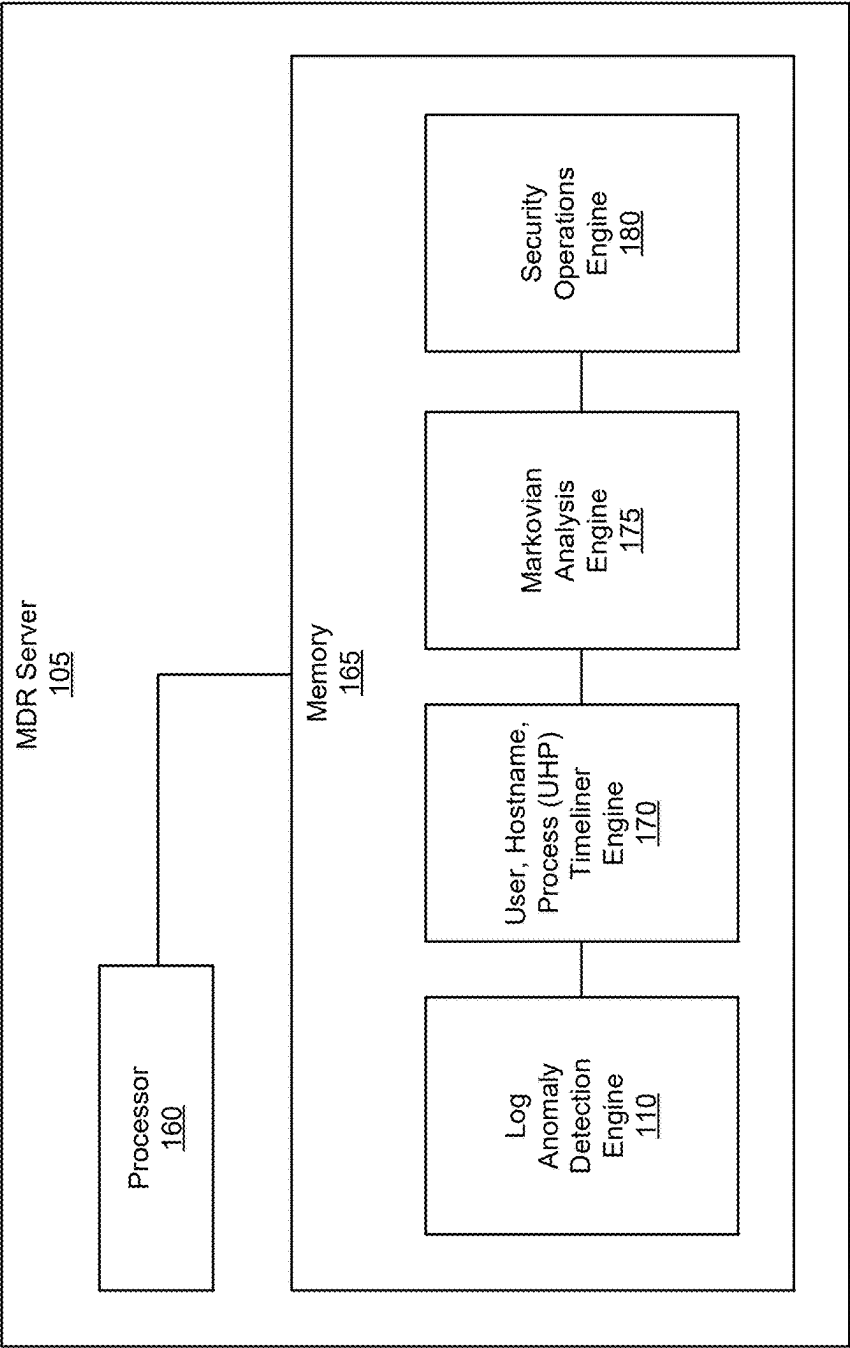 MDR Server
105
Processor
160
Memory
165
Log
Anomaly
Detection
Engine
110
User, Hostname,
Process (UHP)
Timeliner
Engine
170
Markovian
Analysis
Engine
175
Security
Operations
Engine
180